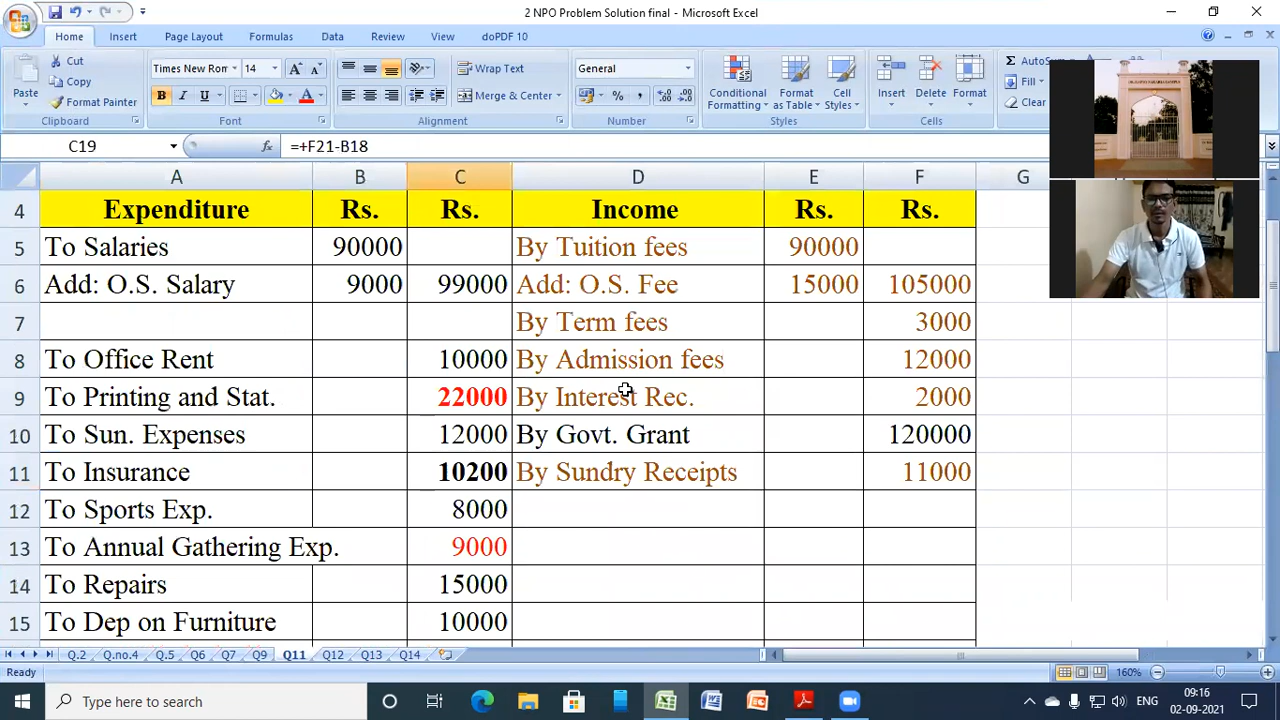 2 NPO Problem Solution final - Microsoft Excel
Home Insert Page Layout Formulas Data Review View doPDF 10
Paste Cut Copy Format Painter Clipboard
Times New Ron 14 B I U Font
Wrap Text Merge & Center Alignment
General % , Number
Conditional Formatting Format as Table Cell Styles Styles
Insert Delete Format Cells
Σ AutoSum Fill Clear
C19 fx =+F21-B18
A B C D E F G
4 Expenditure Rs. Rs. Income Rs. Rs.
5 To Salaries 90000 By Tuition fees 90000
6 Add: O.S. Salary 9000 99000 Add: O.S. Fee 15000 105000
7 By Term fees 3000
8 To Office Rent 10000 By Admission fees 12000
9 To Printing and Stat. 22000 By Interest Rec. 2000
10 To Sun. Expenses 12000 By Govt. Grant 120000
11 To Insurance 10200 By Sundry Receipts 11000
12 To Sports Exp. 8000
13 To Annual Gathering Exp. 9000
14 To Repairs 15000
15 To Dep on Furniture 10000
Q.2 Q.no.4 Q.5 Q6 Q7 Q9 Q11 Q12 Q13 Q14
Ready 160%
Type here to search ENG 09:16
02-09-2021